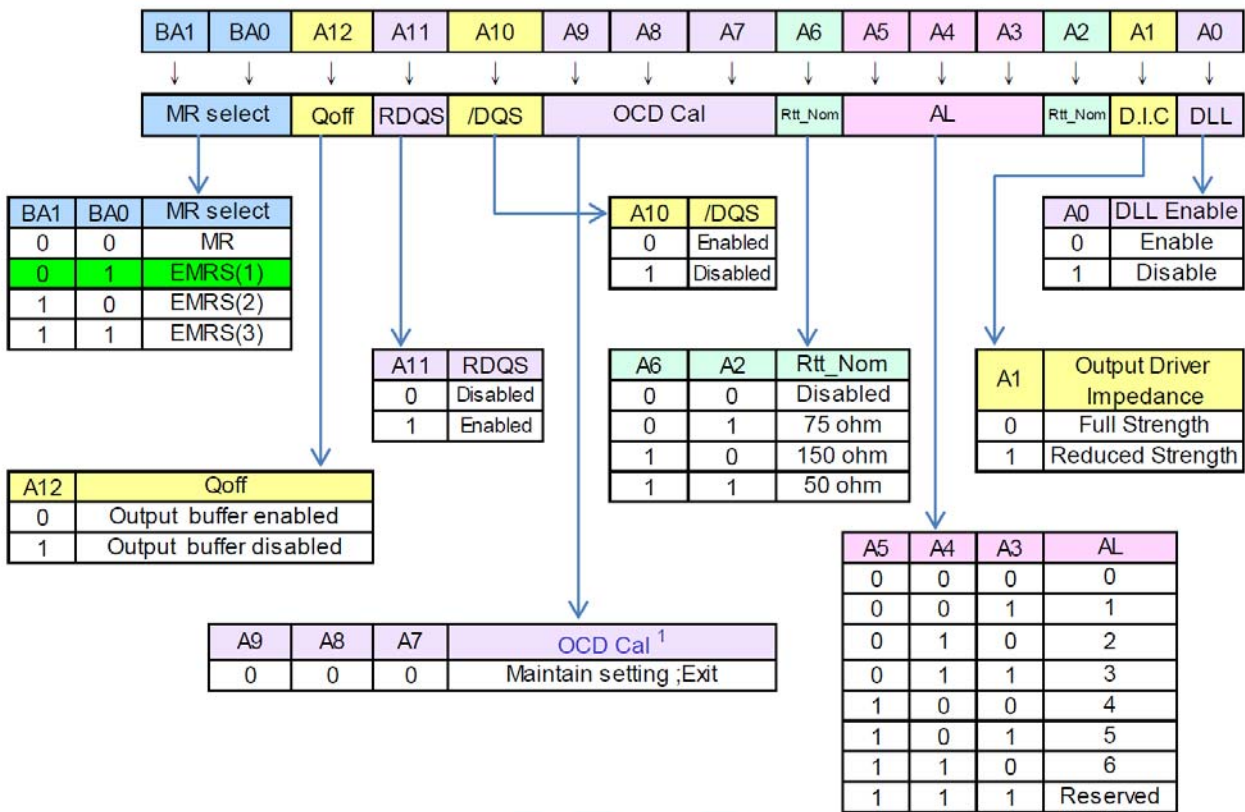 BA1 BA0 A12 A11 A10 A9 A8 A7 A6 A5 A4 A3 A2 A1 A0
MR select Qoff RDQS /DQS OCD Cal Rtt_Nom AL Rtt_Nom D.I.C DLL
BA1 BA0 MR select
0 0 MR
0 1 EMRS(1)
1 0 EMRS(2)
1 1 EMRS(3)
A10 /DQS
0 Enabled
1 Disabled
A0 DLL Enable
0 Enable
1 Disable
A11 RDQS
0 Disabled
1 Enabled
A6 A2 Rtt_Nom
0 0 Disabled
0 1 75 ohm
1 0 150 ohm
1 1 50 ohm
A1 Output Driver
Impedance
0 Full Strength
1 Reduced Strength
A12 Qoff
0 Output buffer enabled
1 Output buffer disabled
A5 A4 A3 AL
0 0 0 0
0 0 1 1
0 1 0 2
0 1 1 3
1 0 0 4
1 0 1 5
1 1 0 6
1 1 1 Reserved
A9 A8 A7 OCD Cal 1
0 0 0 Maintain setting ;Exit